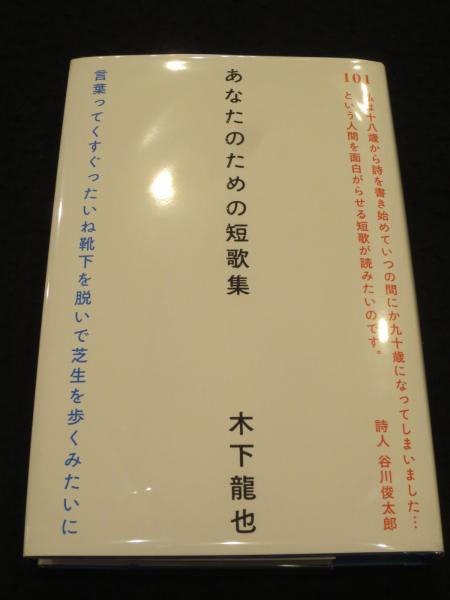 101
私は十八歳から詩を書き始めていつの間にか九十歳になってしまいました…
という人間を面白がらせる短歌が読みたいのです。
詩人 谷川俊太郎
あなたのための短歌集
木下龍也
言葉ってくすぐったいね靴下を脱いで芝生を歩くみたいに